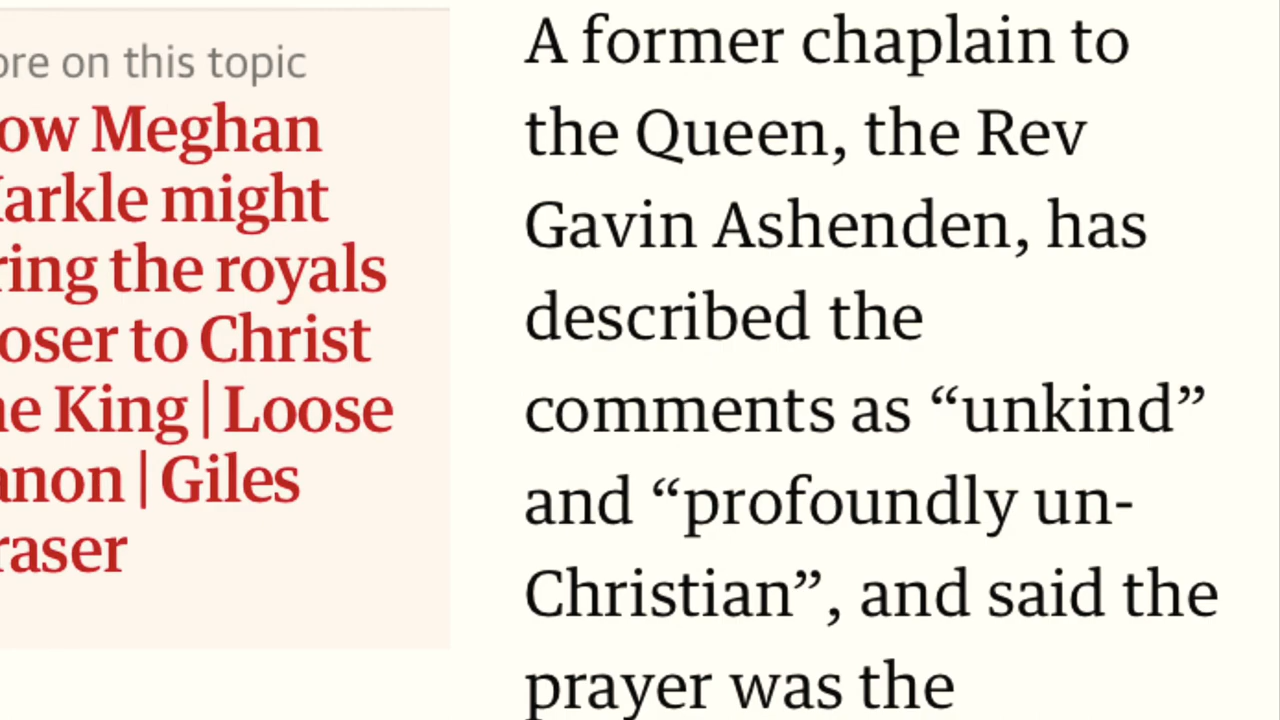 ore on this topic
ow Meghan
arkle might
ring the royals
oser to Christ
he King | Loose
anon | Giles
raser
A former chaplain to
the Queen, the Rev
Gavin Ashenden, has
described the
comments as “unkind”
and “profoundly un-
Christian”, and said the
prayer was the